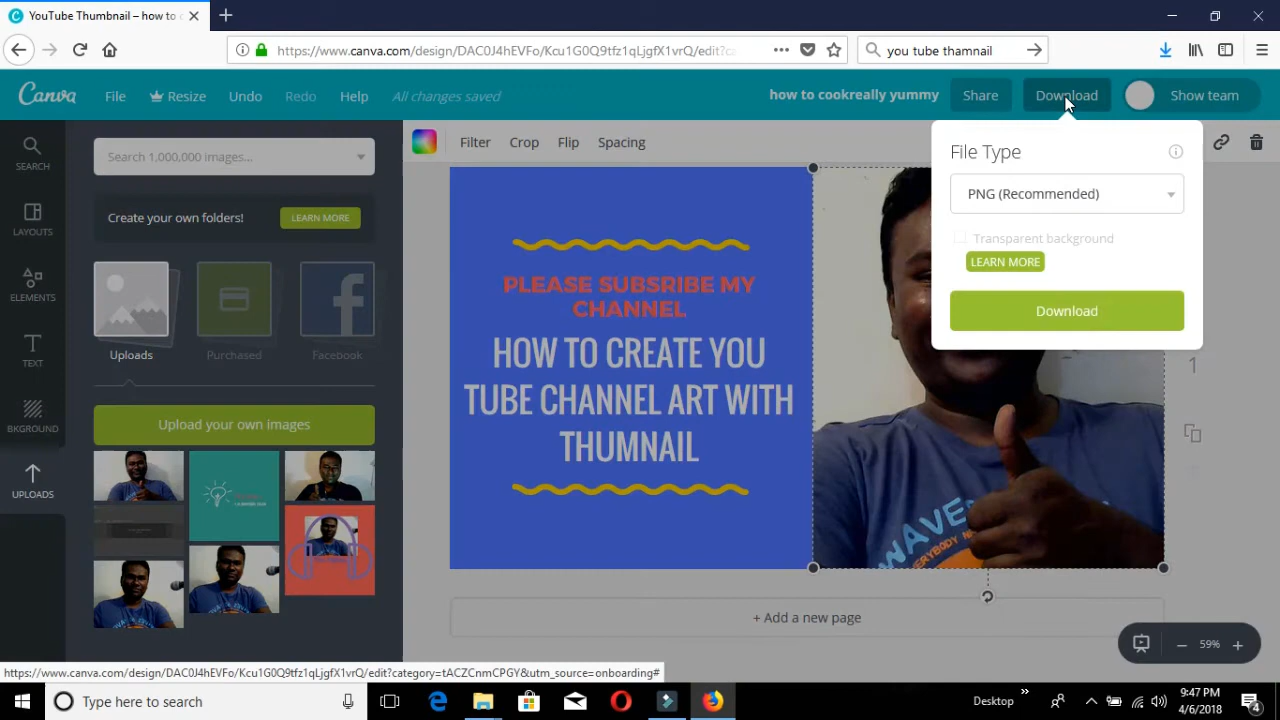 YouTube Thumbnail – how to c
https://www.canva.com/design/DAC0J4hEVFo/Kcu1G0Q9tfz1qLjgfX1vrQ/edit?ca
you tube thamnail
Canva
File
Resize
Undo
Redo
Help
All changes saved
how to cookreally yummy
Share
Download
Show team
SEARCH
LAYOUTS
ELEMENTS
TEXT
BKGROUND
UPLOADS
Search 1,000,000 images...
Create your own folders!
LEARN MORE
Uploads
Purchased
Facebook
Upload your own images
Filter
Crop
Flip
Spacing
PLEASE SUBSRIBE MY
CHANNEL
HOW TO CREATE YOU
TUBE CHANNEL ART WITH
THUMNAIL
WAVES
EVERYBODY
File Type
PNG (Recommended)
Transparent background
LEARN MORE
Download
1
+ Add a new page
59%
https://www.canva.com/design/DAC0J4hEVFo/Kcu1G0Q9tfz1qLjgfX1vrQ/edit?category=tACZCnmCPGY&utm_source=onboarding#
Type here to search
Desktop
9:47 PM
4/6/2018
4